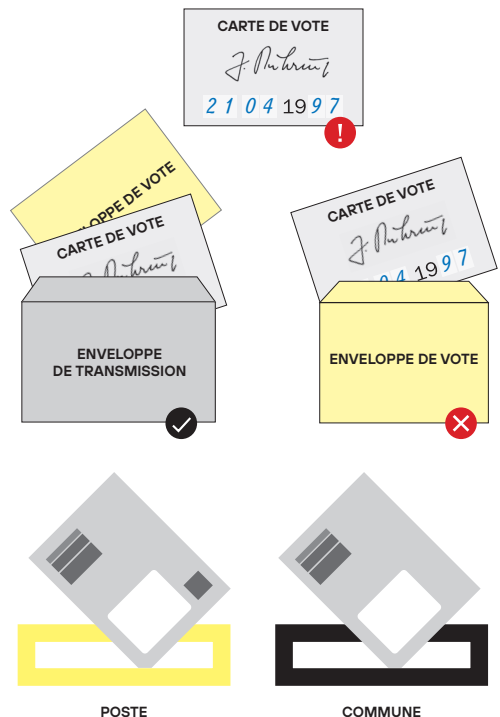 CARTE DE VOTE
21 04 1997
!
ENVELOPPE DE VOTE
CARTE DE VOTE
ENVELOPPE
DE TRANSMISSION
CARTE DE VOTE
04 1997
ENVELOPPE DE VOTE
POSTE
COMMUNE